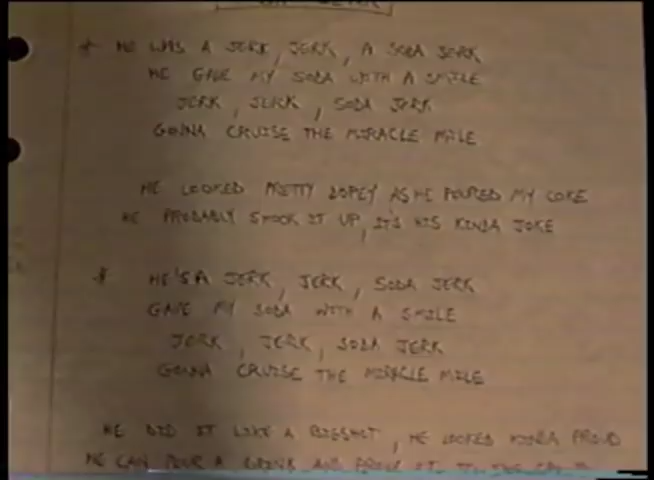 * HE WAS A JERK, JERK, A SODA JERK
HE GAVE MY SODA WITH A SMILE
JERK, JERK, SODA JERK
GONNA CRUISE THE MIRACLE MILE
HE LOOKED PRETTY DOPEY AS HE POURED MY COKE
HE PROBABLY SHOOK IT UP, IT'S HIS KINDA JOKE
* HE'S A JERK, JERK, SODA JERK
GAVE MY SODA WITH A SMILE
JERK, JERK, SODA JERK
GONNA CRUISE THE MIRACLE MILE
HE DID IT LIKE A BIGSHOT, HE LOOKED KINDA PROUD
HE CAN POUR A DRINK AND